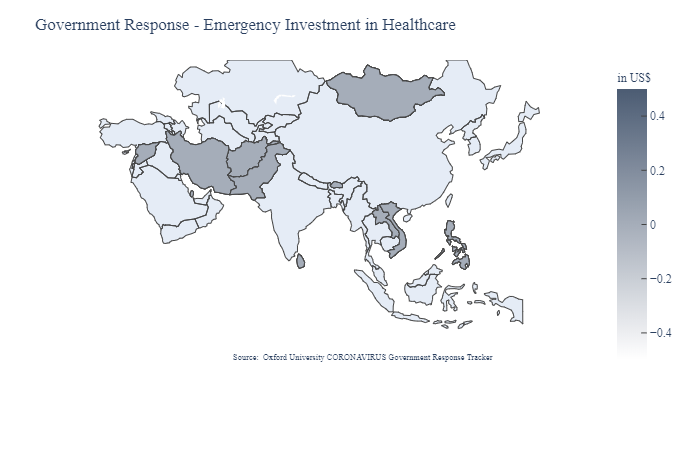 Government Response - Emergency Investment in Healthcare
in US$
0.4
0.2
0
−0.2
−0.4
Source: Oxford University CORONAVIRUS Government Response Tracker